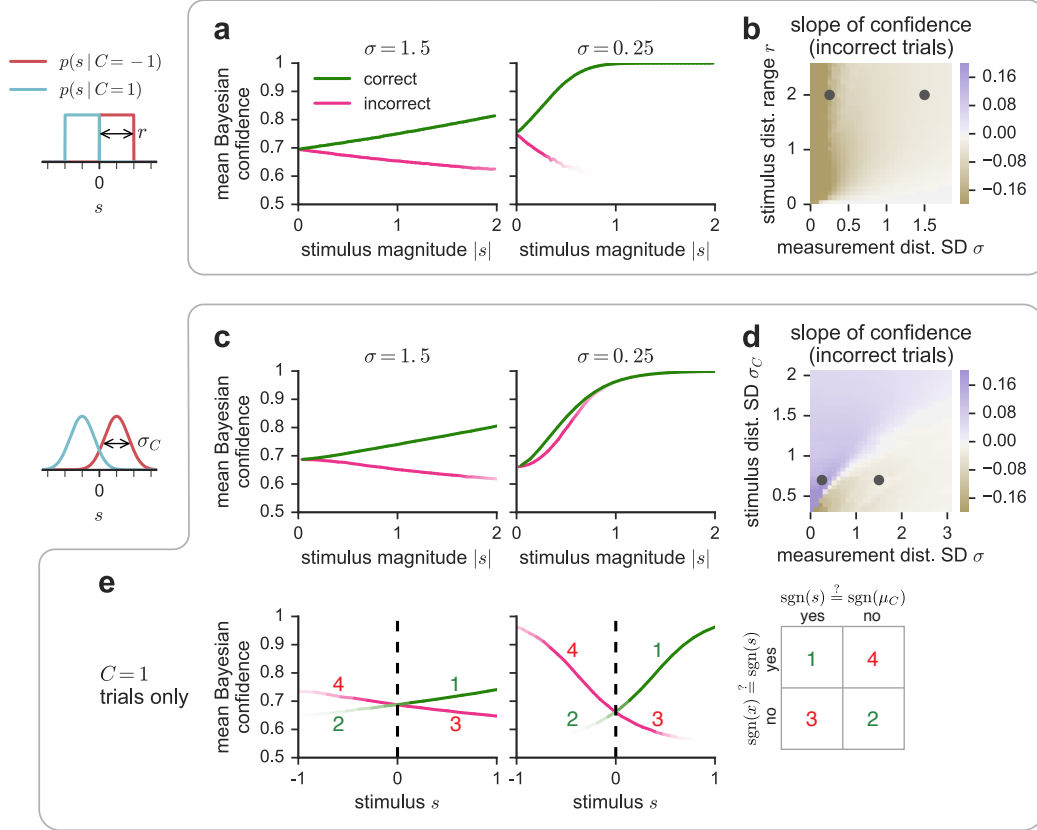 p(s | C = −1)
p(s | C = 1)
r
0
s
a
σ = 1.5
σ = 0.25
correct
incorrect
mean Bayesian
confidence
1
0.9
0.8
0.7
0.6
0.5
0 1 2
0 1 2
stimulus magnitude |s|
stimulus magnitude |s|
b
slope of confidence
(incorrect trials)
stimulus dist. range r
2
1
0
0 0.5 1.5
measurement dist. SD σ
0.16
0.08
0.00
−0.08
−0.16
σC
0
s
c
σ = 1.5
σ = 0.25
mean Bayesian
confidence
1
0.9
0.8
0.7
0.6
0.5
0 1 2
0 1 2
stimulus magnitude |s|
stimulus magnitude |s|
d
slope of confidence
(incorrect trials)
stimulus dist. SD σC
2
1.5
1
0.5
0 1 2 3
measurement dist. SD σ
0.16
0.08
0.00
−0.08
−0.16
e
C = 1
trials only
mean Bayesian
confidence
1
0.9
0.8
0.7
0.6
0.5
4 1
2 3
-1 0 1
stimulus s
4 1
2 3
-1 0 1
stimulus s
sgn(s) ≟ sgn(μC)
yes no
sgn(x) ≟ sgn(s)
yes
no
1 4
3 2